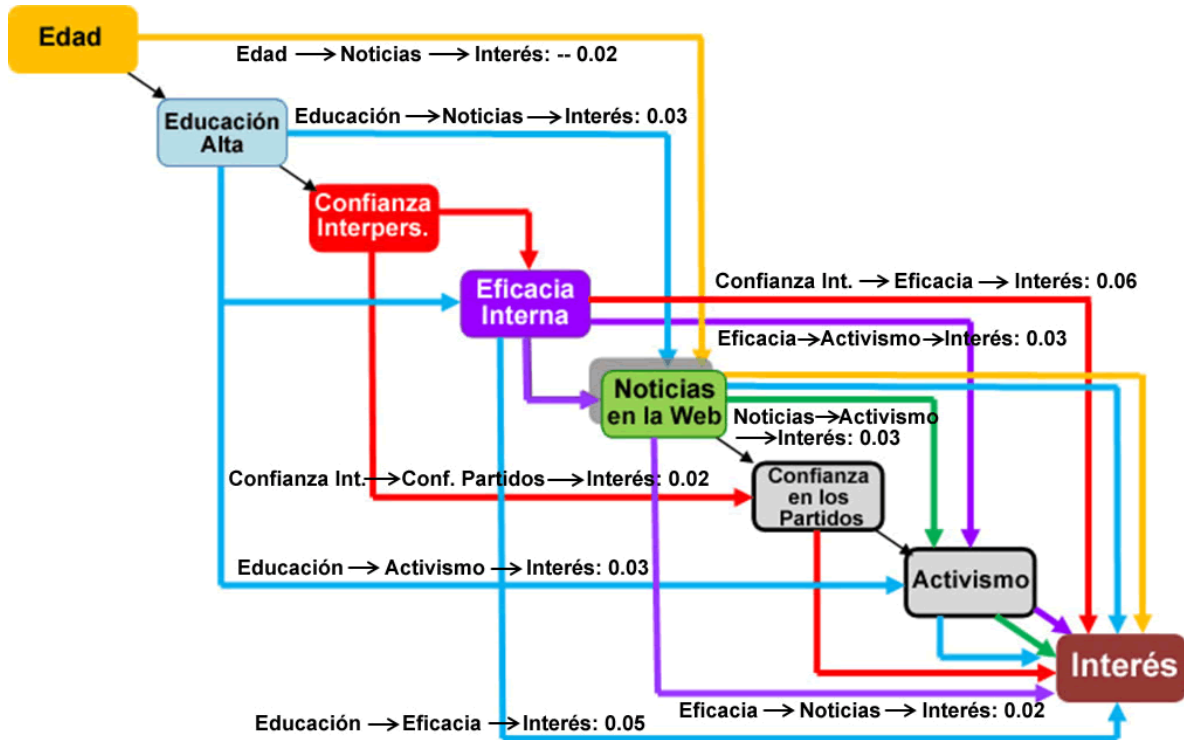 Edad
Edad → Noticias → Interés: -- 0.02
Educación
Alta
Educación → Noticias → Interés: 0.03
Confianza
Interpers.
Eficacia
Interna
Confianza Int. → Eficacia → Interés: 0.06
Eficacia → Activismo → Interés: 0.03
Noticias
en la Web
Noticias → Activismo
→ Interés: 0.03
Confianza Int. → Conf. Partidos → Interés: 0.02
Confianza
en los
Partidos
Educación → Activismo → Interés: 0.03
Activismo
Interés
Eficacia → Noticias → Interés: 0.02
Educación → Eficacia → Interés: 0.05